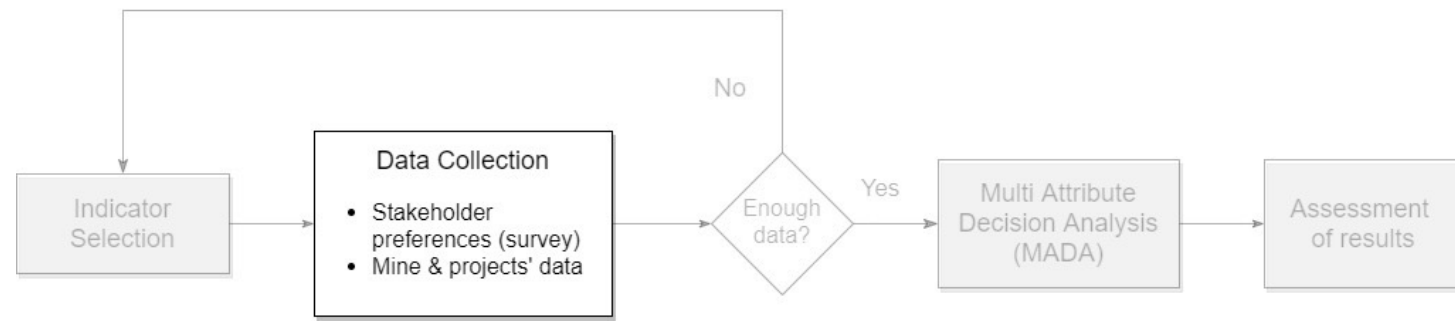 No
Data Collection
Indicator
Selection
• Stakeholder
preferences (survey)
• Mine & projects' data
Enough
data?
Yes
Multi Attribute
Decision Analysis
(MADA)
Assessment
of results